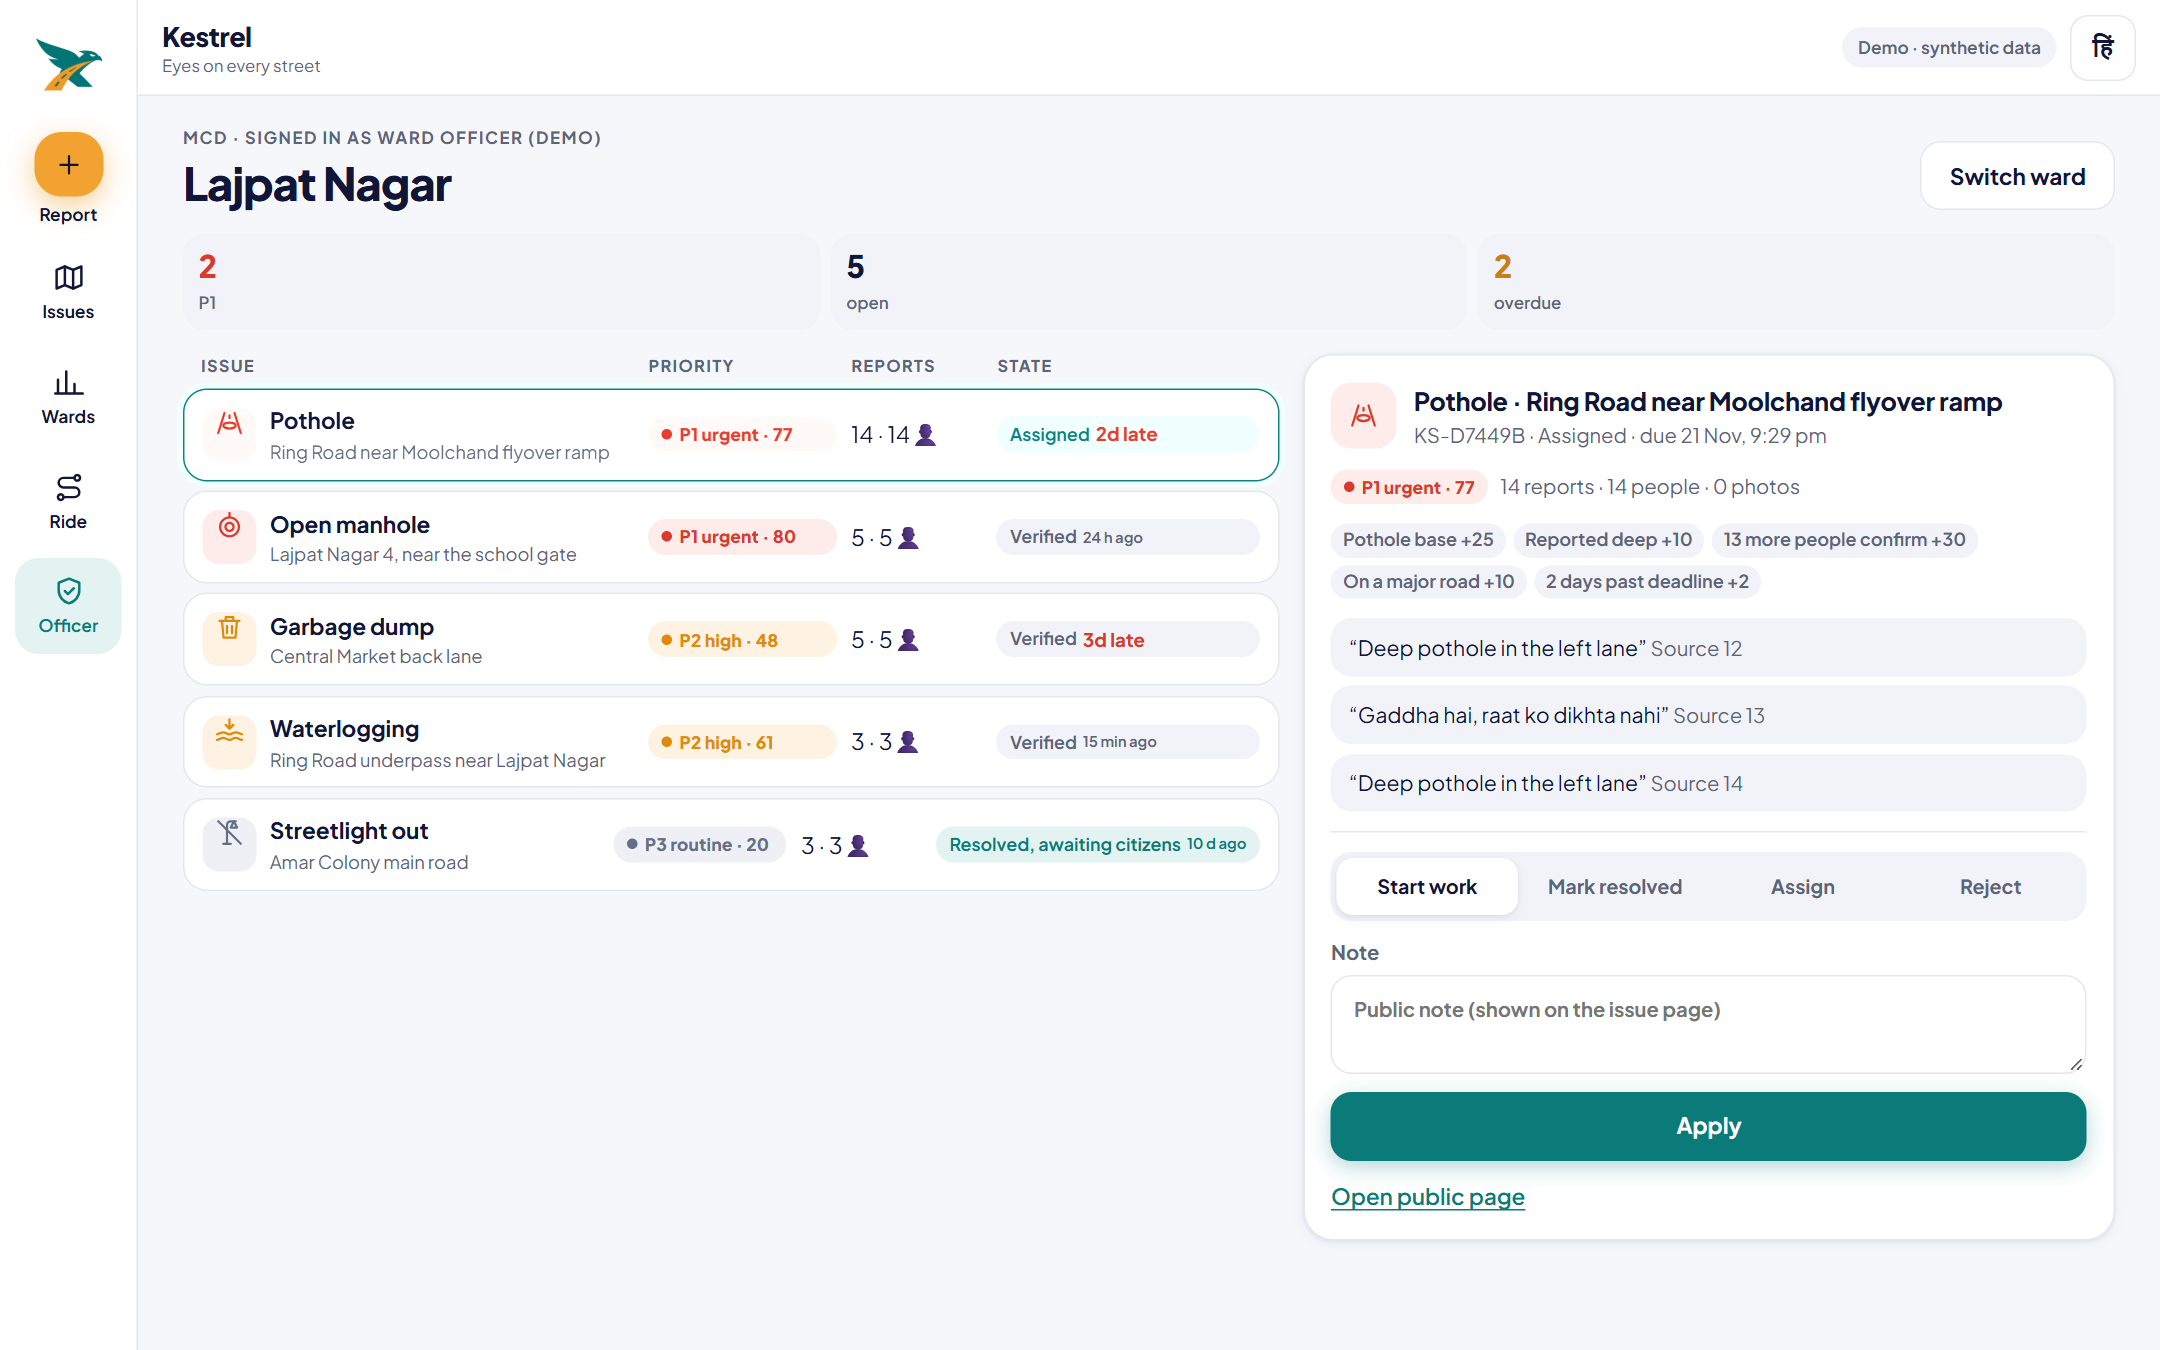 Kestrel
Eyes on every street
Demo · synthetic data
हिं
Report
Issues
Wards
Ride
Officer
MCD · SIGNED IN AS WARD OFFICER (DEMO)
Lajpat Nagar
Switch ward
2
P1
5
open
2
overdue
ISSUE PRIORITY REPORTS STATE
Pothole
Ring Road near Moolchand flyover ramp
P1 urgent · 77
14 · 14
Assigned 2d late
Open manhole
Lajpat Nagar 4, near the school gate
P1 urgent · 80
5 · 5
Verified 24 h ago
Garbage dump
Central Market back lane
P2 high · 48
5 · 5
Verified 3d late
Waterlogging
Ring Road underpass near Lajpat Nagar
P2 high · 61
3 · 3
Verified 15 min ago
Streetlight out
Amar Colony main road
P3 routine · 20
3 · 3
Resolved, awaiting citizens 10 d ago
Pothole · Ring Road near Moolchand flyover ramp
KS-D7449B · Assigned · due 21 Nov, 9:29 pm
P1 urgent · 77
14 reports · 14 people · 0 photos
Pothole base +25 Reported deep +10 13 more people confirm +30
On a major road +10 2 days past deadline +2
“Deep pothole in the left lane” Source 12
“Gaddha hai, raat ko dikhta nahi” Source 13
“Deep pothole in the left lane” Source 14
Start work Mark resolved Assign Reject
Note
Public note (shown on the issue page)
Apply
Open public page